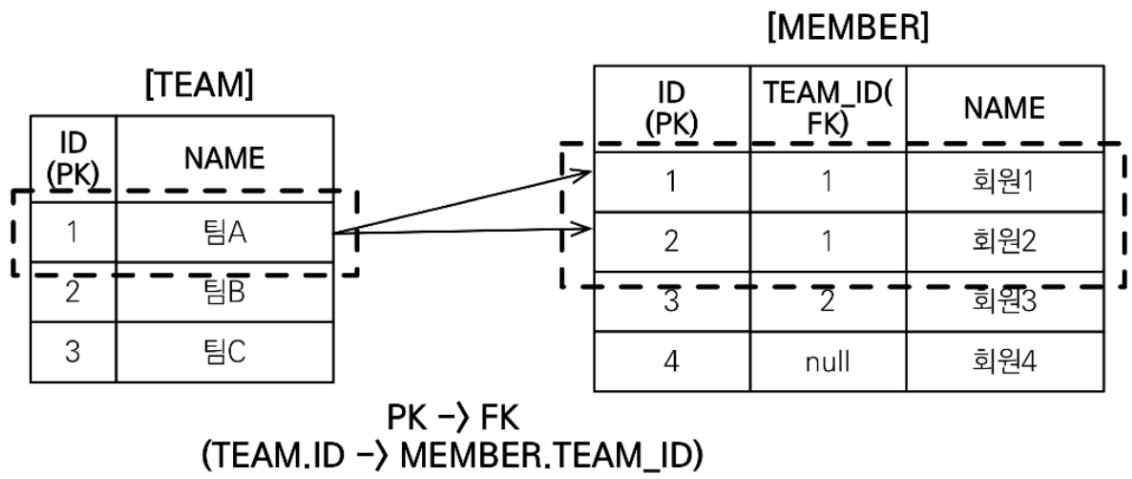 [MEMBER]
[TEAM]
ID
(PK)
NAME
1
팀A
2
팀B
3
팀C
ID
(PK)
TEAM_ID(
FK)
NAME
1
1
회원1
2
1
회원2
3
2
회원3
4
null
회원4
PK -> FK
(TEAM.ID -> MEMBER.TEAM_ID)